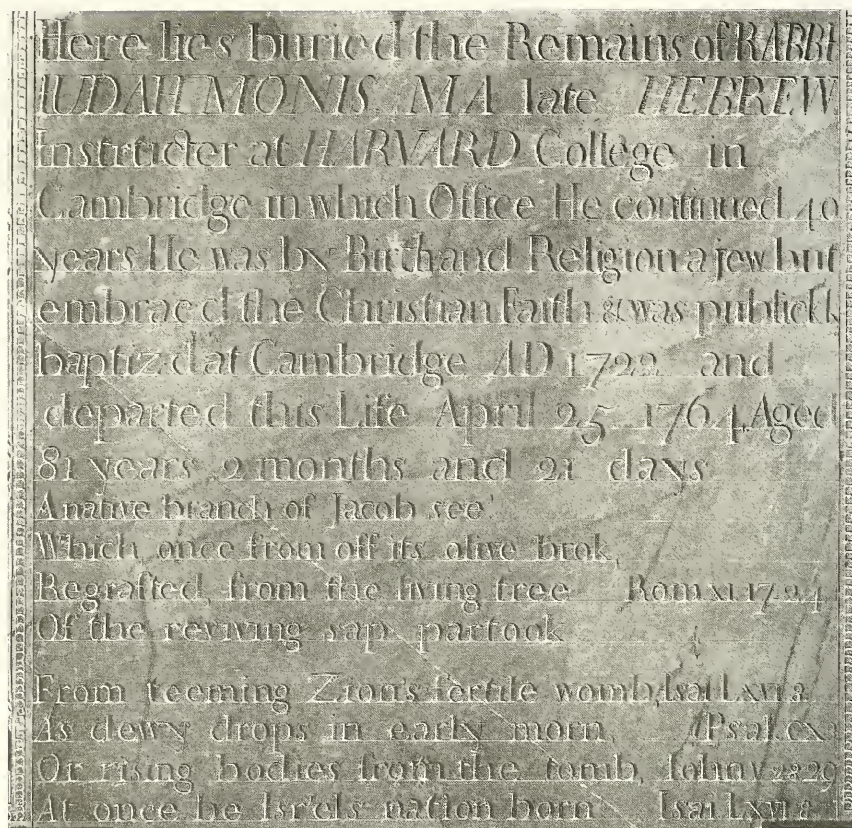 Here lies buried the Remains of RABBI
IUDAH MONIS. MA late HEBREW
Instructer at HARVARD College in
Cambridge in which Office He continued 40
years He was by Birth and Religion a jew but
embrac'd the Christian Faith & was publickly
baptiz'd at Cambridge AD 1722. and
departed this Life April 25. 1764, Aged
81 years 2 months and 21 days
A native branch of Jacob see!
Which once from off its olive brok,
Regrafted, from the living tree Rom xi. 17. 24
Of the reviving sap partook
From teeming Zion's fertile womb, Isai Lxvi 8
As dewy drops in early morn, Psal. cx
Or rising bodies from the tomb, John v 28 29
At once be Isr'els nation born Isai Lxvi 8